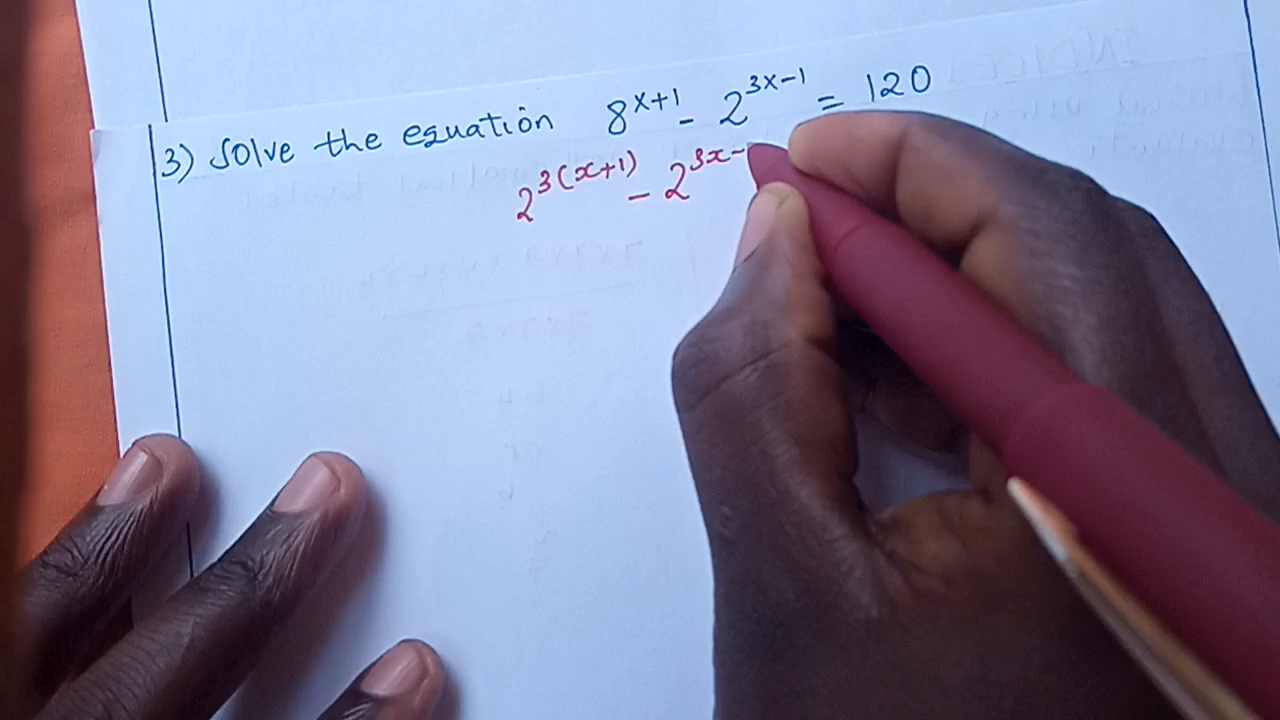 3) Solve the equation 8^{x+1} - 2^{3x-1} = 120
2^{3(x+1)} - 2^{3x-